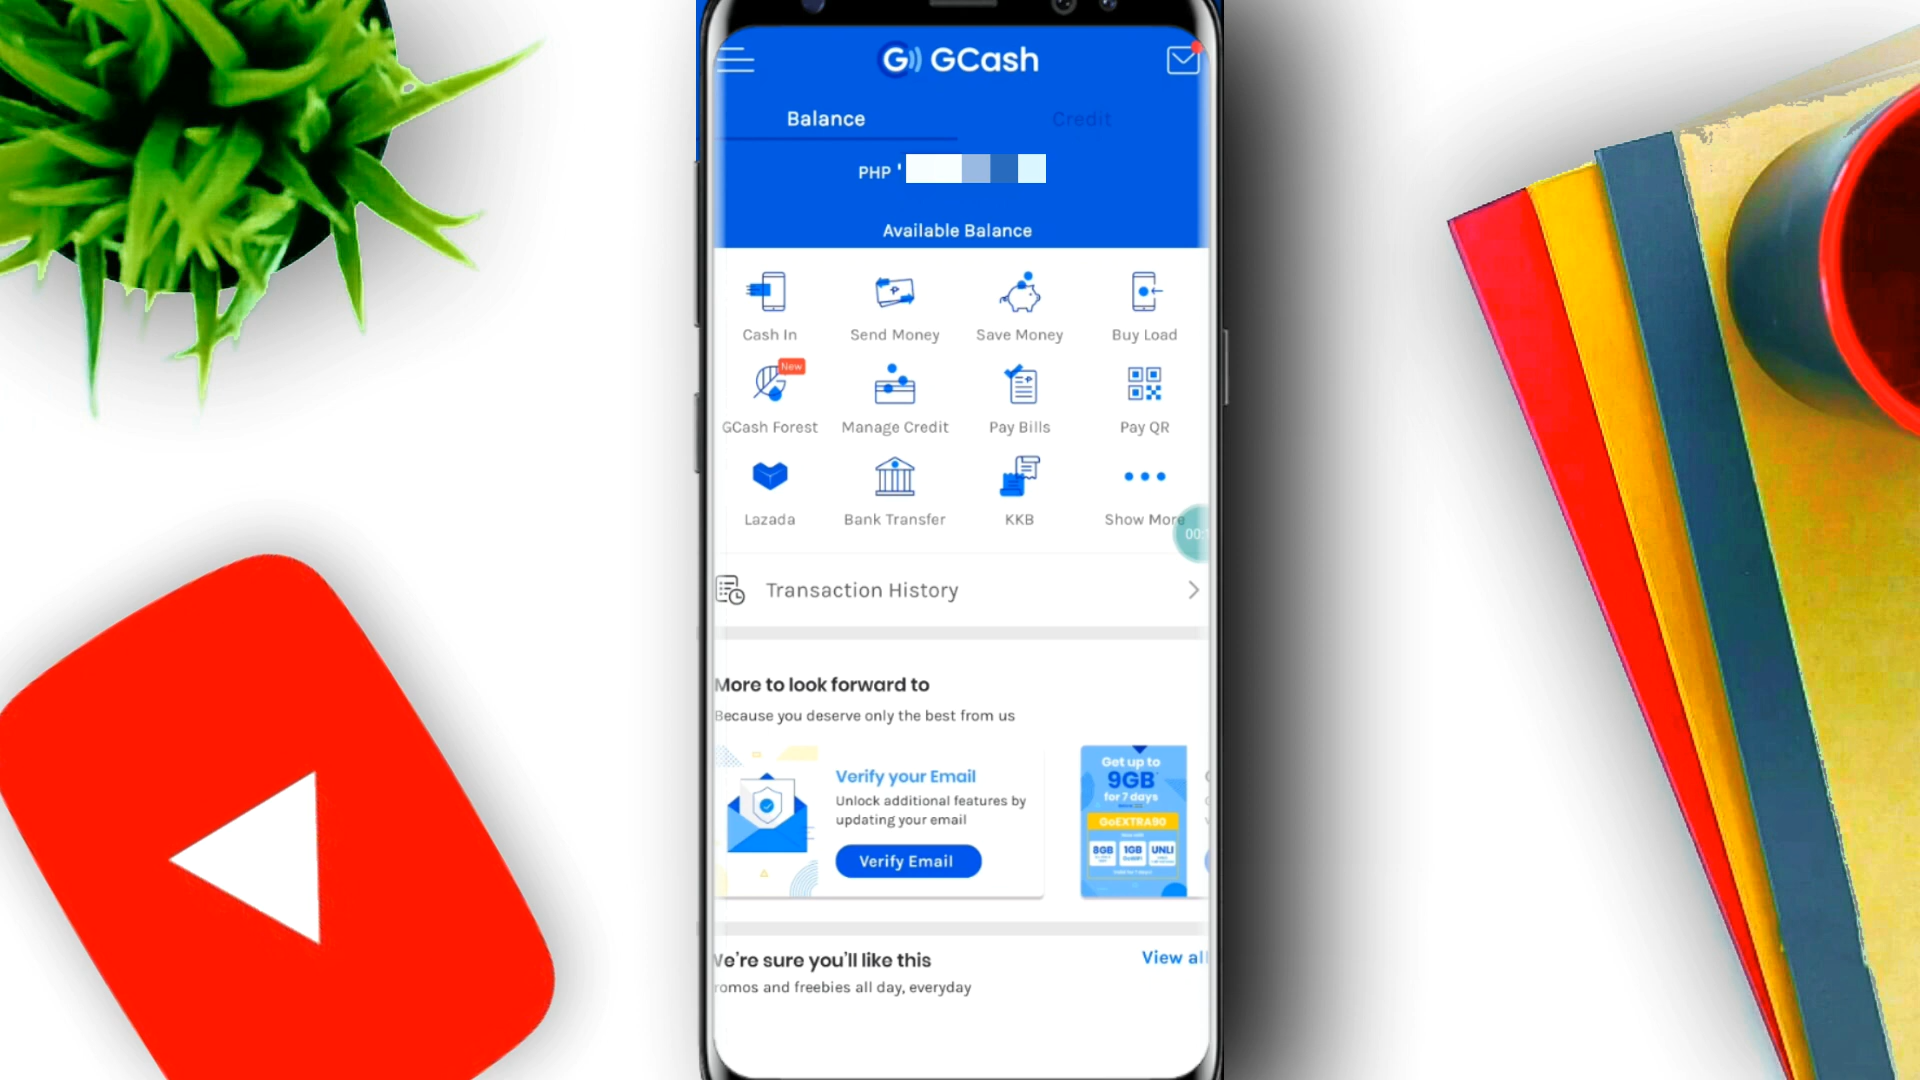 G)) GCash
Balance
Credit
PHP
Available Balance
Cash In
Send Money
Save Money
Buy Load
New
GCash Forest
Manage Credit
Pay Bills
Pay QR
Lazada
Bank Transfer
KKB
Show More
00:
Transaction History
More to look forward to
Because you deserve only the best from us
Verify your Email
Unlock additional features by
updating your email
Verify Email
Get up to
9GB
for 7 days
GoEXTRA90
8GB
1GB
UNLI
We're sure you'll like this
View all
romos and freebies all day, everyday